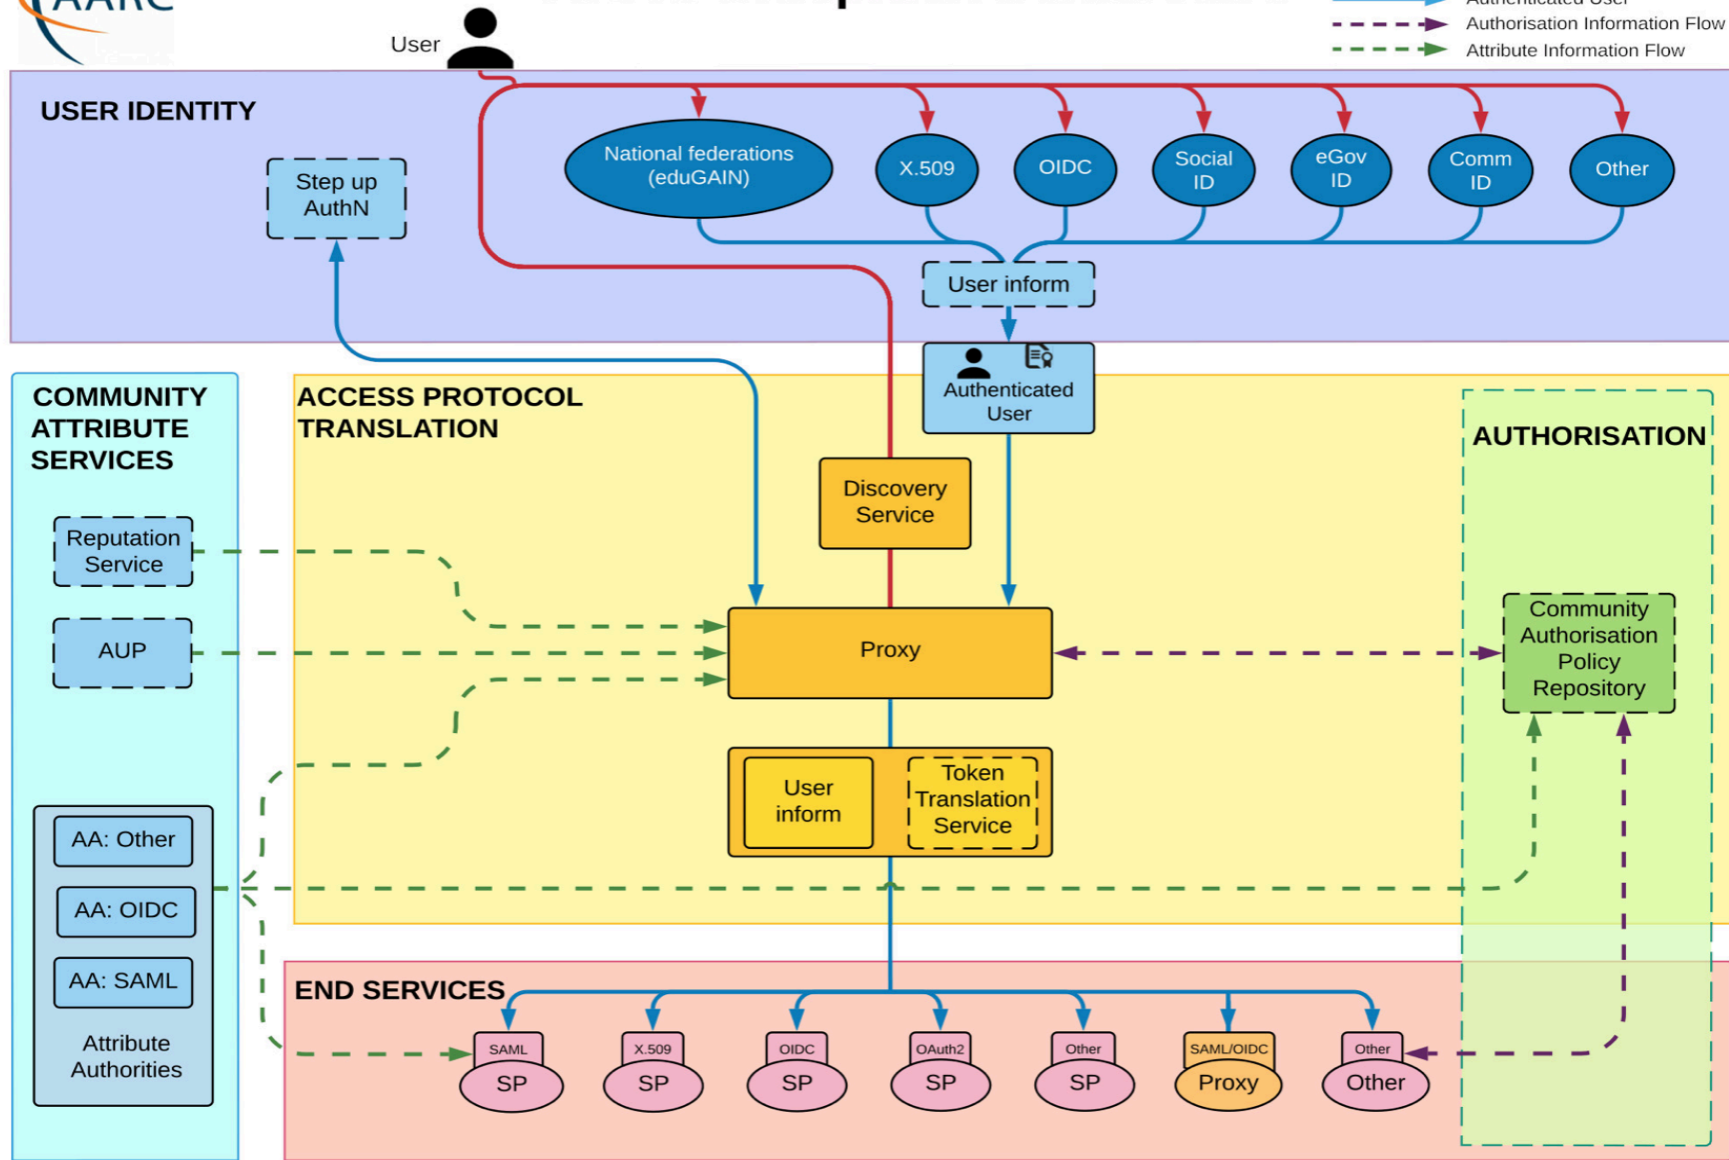 AARC
User
Authenticated User
Authorisation Information Flow
Attribute Information Flow
USER IDENTITY
Step up
AuthN
National federations
(eduGAIN)
X.509
OIDC
Social
ID
eGov
ID
Comm
ID
Other
User inform
Authenticated
User
COMMUNITY
ATTRIBUTE
SERVICES
ACCESS PROTOCOL
TRANSLATION
AUTHORISATION
Discovery
Service
Reputation
Service
AUP
Proxy
Community
Authorisation
Policy
Repository
User
inform
Token
Translation
Service
AA: Other
AA: OIDC
AA: SAML
Attribute
Authorities
END SERVICES
SAML
SP
X.509
SP
OIDC
SP
OAuth2
SP
Other
SP
SAML/OIDC
Proxy
Other
Other